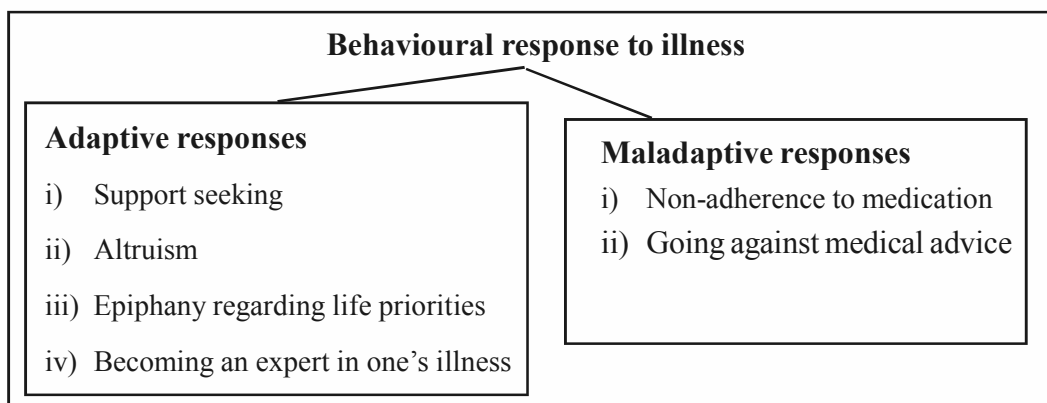 Behavioural response to illness
Adaptive responses
i) Support seeking
ii) Altruism
iii) Epiphany regarding life priorities
iv) Becoming an expert in one’s illness
Maladaptive responses
i) Non-adherence to medication
ii) Going against medical advice